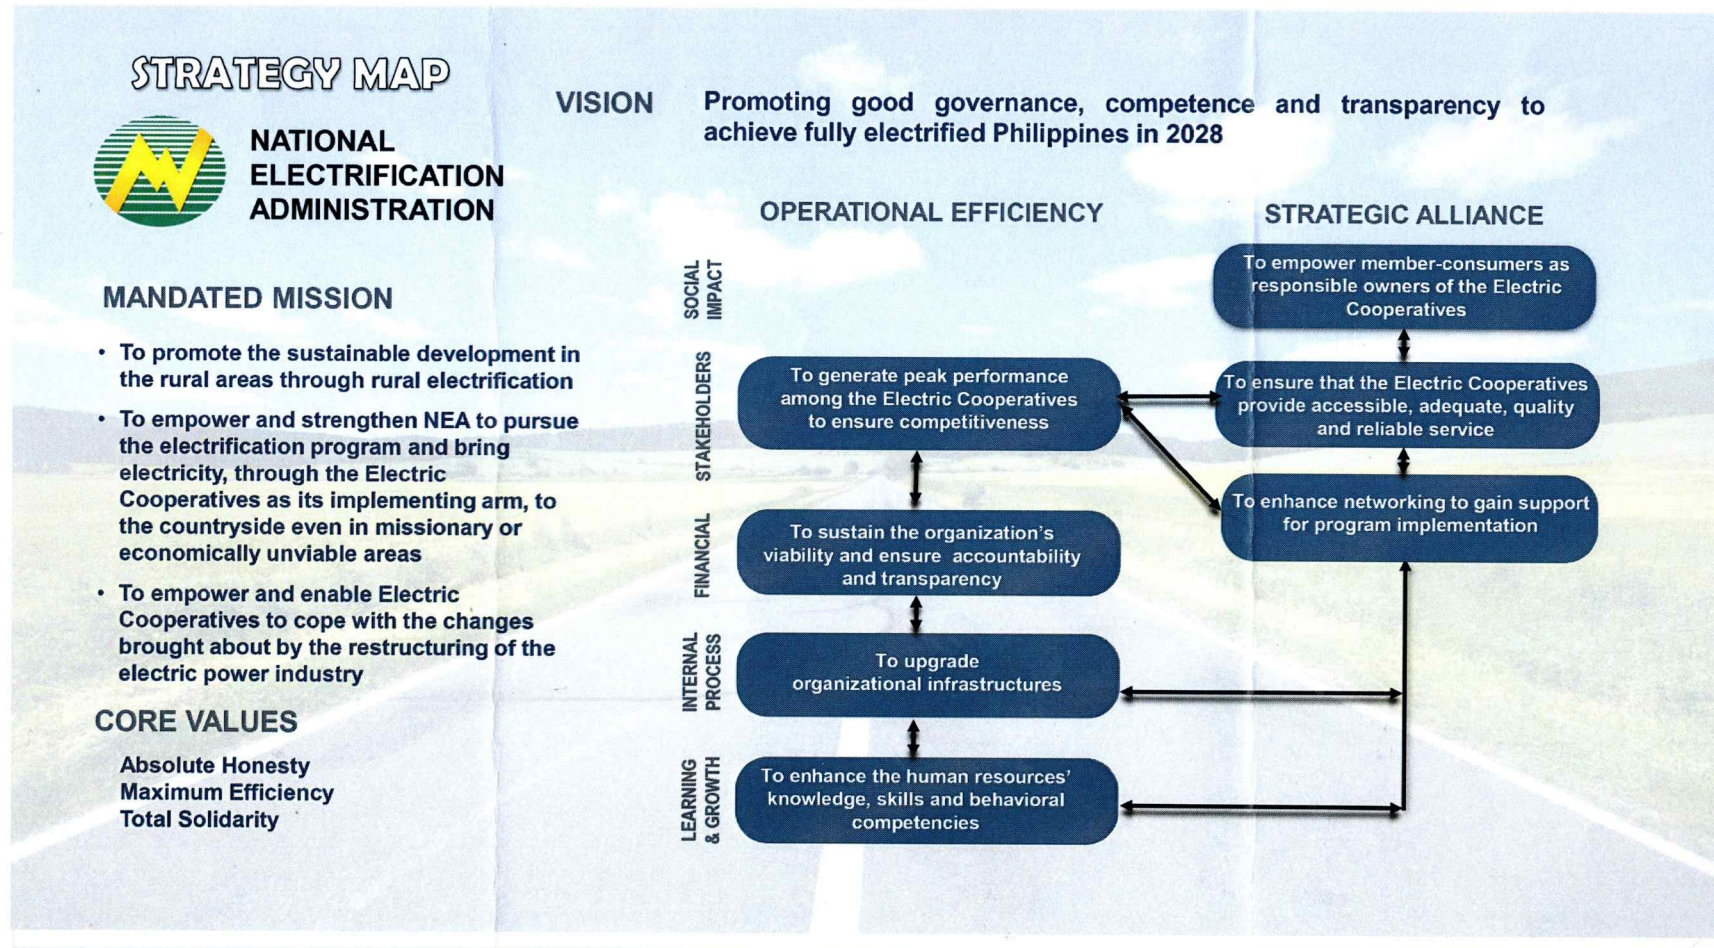 STRATEGY MAP
NATIONAL
ELECTRIFICATION
ADMINISTRATION
MANDATED MISSION
• To promote the sustainable development in
the rural areas through rural electrification
• To empower and strengthen NEA to pursue
the electrification program and bring
electricity, through the Electric
Cooperatives as its implementing arm, to
the countryside even in missionary or
economically unviable areas
• To empower and enable Electric
Cooperatives to cope with the changes
brought about by the restructuring of the
electric power industry
CORE VALUES
Absolute Honesty
Maximum Efficiency
Total Solidarity
VISION
Promoting good governance, competence and transparency to
achieve fully electrified Philippines in 2028
OPERATIONAL EFFICIENCY
STRATEGIC ALLIANCE
SOCIAL
IMPACT
To empower member-consumers as
responsible owners of the Electric
Cooperatives
STAKEHOLDERS
To generate peak performance
among the Electric Cooperatives
to ensure competitiveness
To ensure that the Electric Cooperatives
provide accessible, adequate, quality
and reliable service
To enhance networking to gain support
for program implementation
FINANCIAL
To sustain the organization's
viability and ensure accountability
and transparency
INTERNAL
PROCESS
To upgrade
organizational infrastructures
LEARNING
& GROWTH
To enhance the human resources'
knowledge, skills and behavioral
competencies